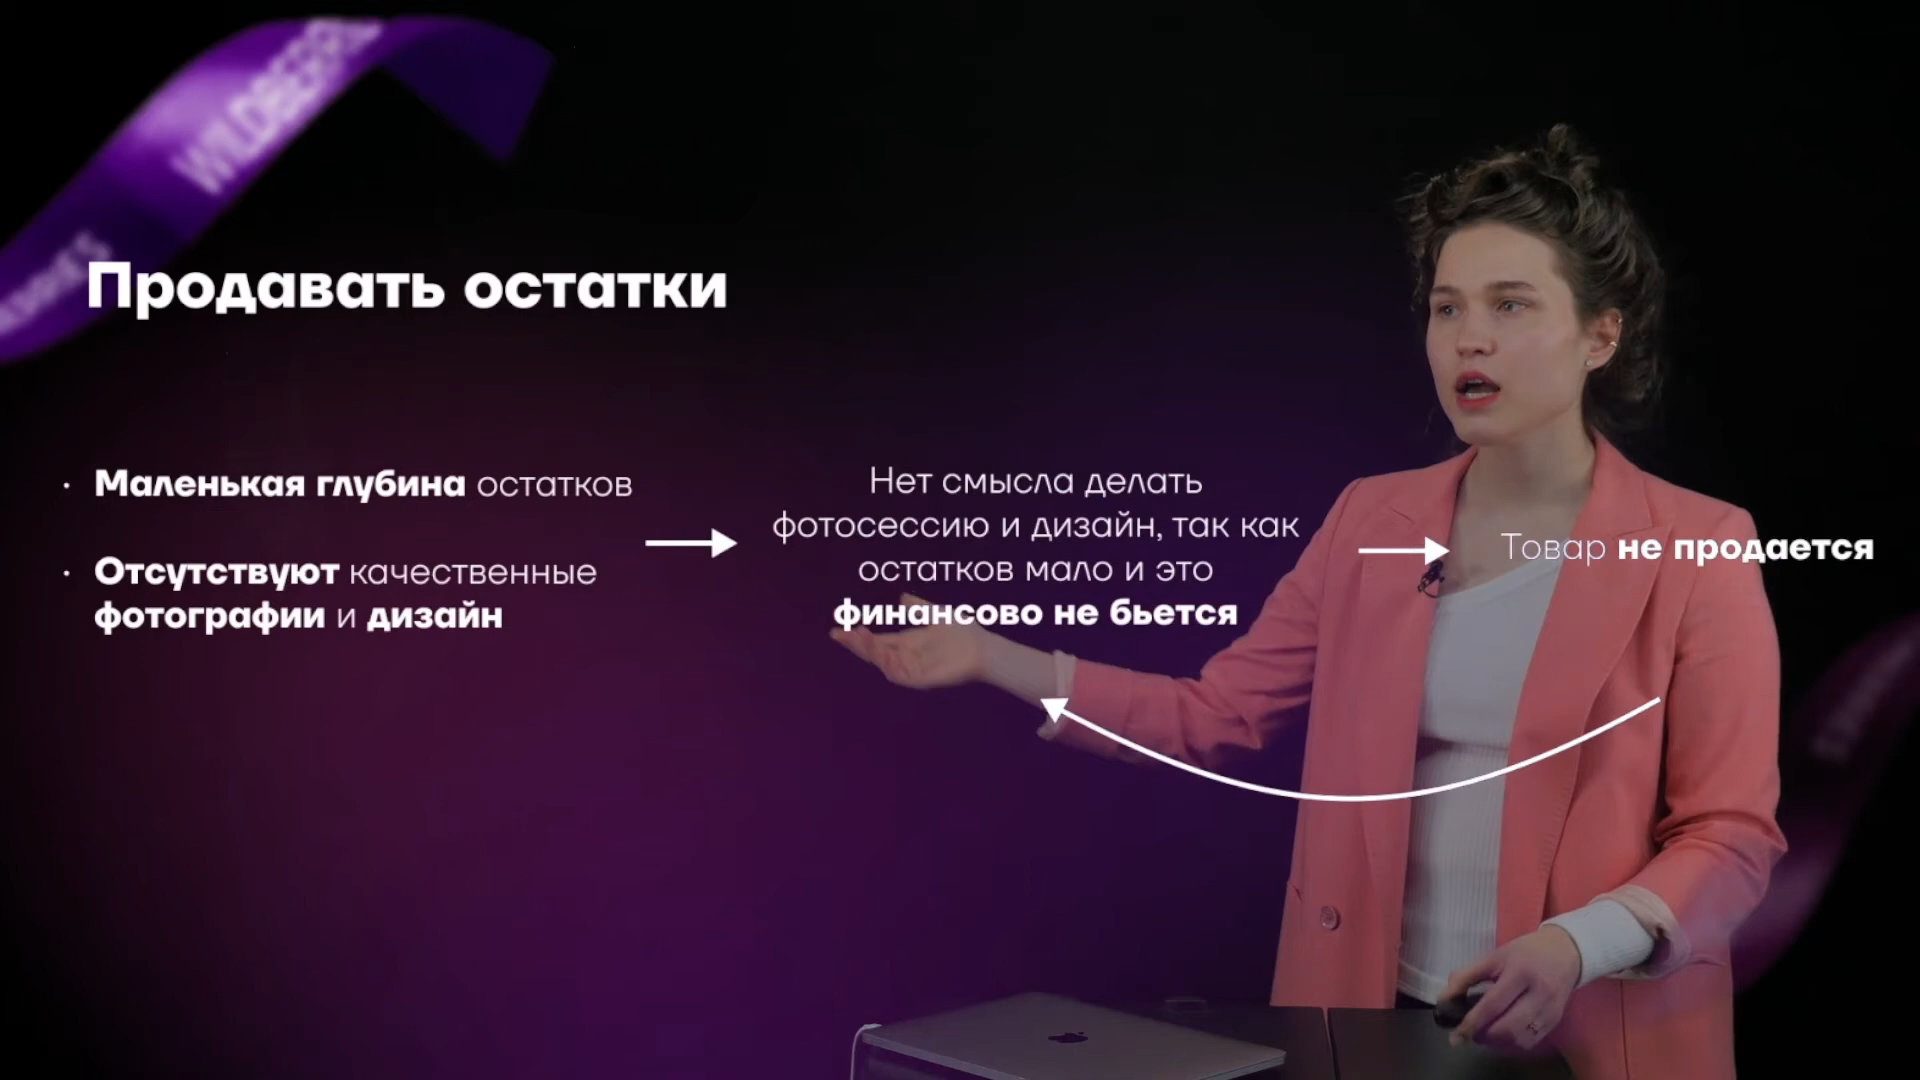 WILDBERRIE
Продавать остатки
· Маленькая глубина остатков
· Отсутствуют качественные
фотографии и дизайн
Нет смысла делать
фотосессию и дизайн, так как
остатков мало и это
финансово не бьется
Товар не продается